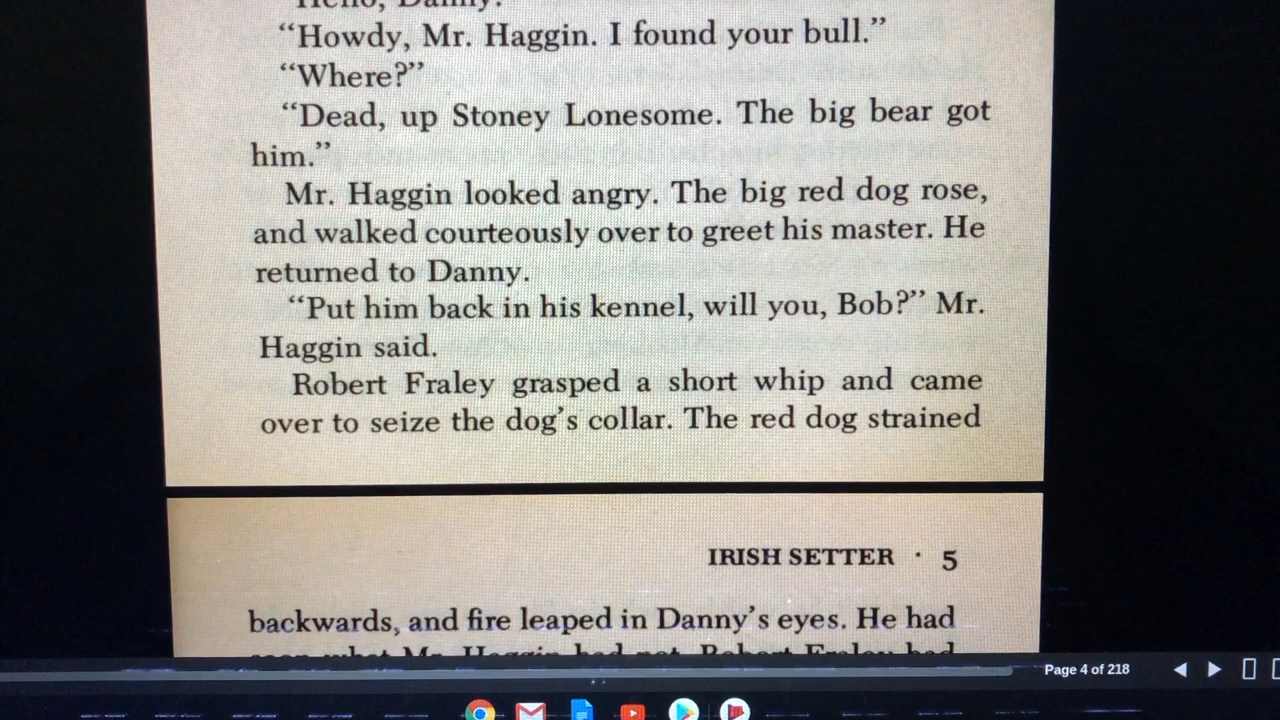 "Howdy, Mr. Haggin. I found your bull."
"Where?"
"Dead, up Stoney Lonesome. The big bear got
him."
Mr. Haggin looked angry. The big red dog rose,
and walked courteously over to greet his master. He
returned to Danny.
"Put him back in his kennel, will you, Bob?" Mr.
Haggin said.
Robert Fraley grasped a short whip and came
over to seize the dog's collar. The red dog strained
IRISH SETTER · 5
backwards, and fire leaped in Danny's eyes. He had
Page 4 of 218